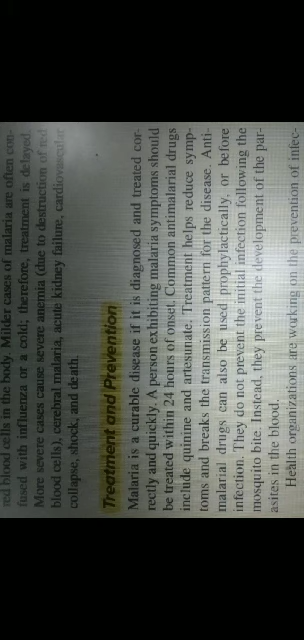 red blood cells in the body. Milder cases of malaria are often con-
fused with influenza or a cold; therefore, treatment is delayed.
More severe cases cause severe anemia (due to destruction of red
blood cells), cerebral malaria, acute kidney failure, cardiovascular
collapse, shock, and death.
Treatment and Prevention
Malaria is a curable disease if it is diagnosed and treated cor-
rectly and quickly. A person exhibiting malaria symptoms should
be treated within 24 hours of onset. Common antimalarial drugs
include quinine and artesunate. Treatment helps reduce symp-
toms and breaks the transmission pattern for the disease. Anti-
malarial drugs can also be used prophylactically, or before
infection. They do not prevent the initial infection following the
mosquito bite. Instead, they prevent the development of the par-
asites in the blood.
Health organizations are working on the prevention of infec-